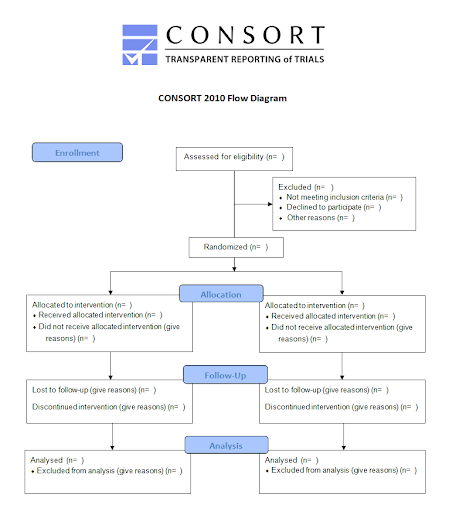 CONSORT
TRANSPARENT REPORTING of TRIALS
CONSORT 2010 Flow Diagram
Enrollment
Assessed for eligibility (n= )
Excluded (n= )
♦ Not meeting inclusion criteria (n= )
♦ Declined to participate (n= )
♦ Other reasons (n= )
Randomized (n= )
Allocation
Allocated to intervention (n= )
♦ Received allocated intervention (n= )
♦ Did not receive allocated intervention (give
reasons) (n= )
Allocated to intervention (n= )
♦ Received allocated intervention (n= )
♦ Did not receive allocated intervention (give
reasons) (n= )
Follow-Up
Lost to follow-up (give reasons) (n= )
Discontinued intervention (give reasons) (n= )
Lost to follow-up (give reasons) (n= )
Discontinued intervention (give reasons) (n= )
Analysis
Analysed (n= )
♦ Excluded from analysis (give reasons) (n= )
Analysed (n= )
♦ Excluded from analysis (give reasons) (n= )